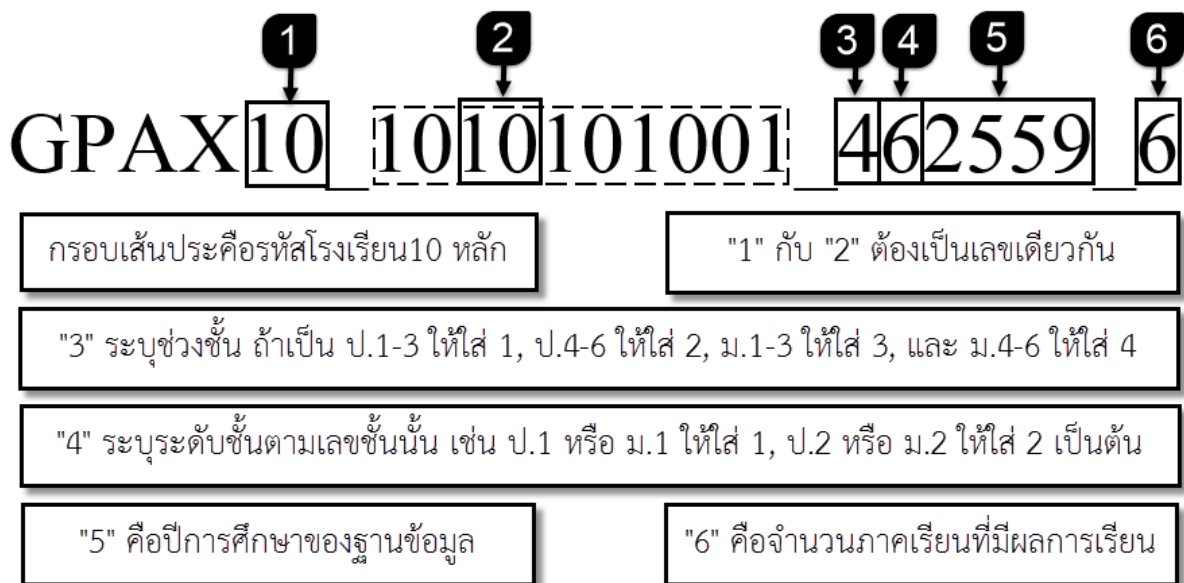 1 2 3 4 5 6
GPAX10_1010101001_462559_6
กรอบเส้นประคือรหัสโรงเรียน10 หลัก
"1" กับ "2" ต้องเป็นเลขเดียวกัน
"3" ระบุช่วงชั้น ถ้าเป็น ป.1-3 ให้ใส่ 1, ป.4-6 ให้ใส่ 2, ม.1-3 ให้ใส่ 3, และ ม.4-6 ให้ใส่ 4
"4" ระบุระดับชั้นตามเลขชั้นนั้น เช่น ป.1 หรือ ม.1 ให้ใส่ 1, ป.2 หรือ ม.2 ให้ใส่ 2 เป็นต้น
"5" คือปีการศึกษาของฐานข้อมูล
"6" คือจำนวนภาคเรียนที่มีผลการเรียน